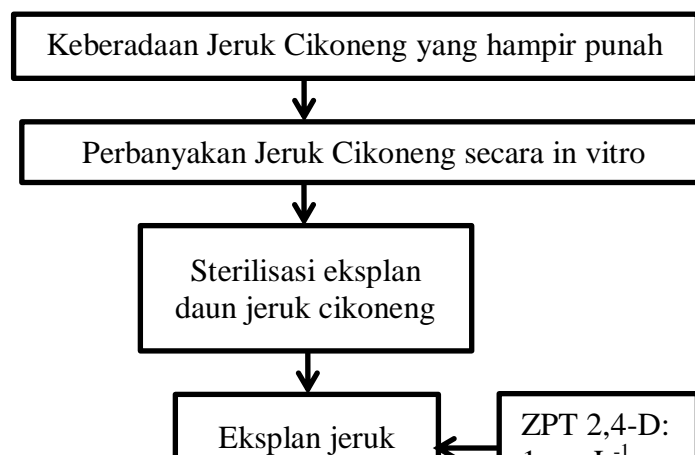 Keberadaan Jeruk Cikoneng yang hampir punah
Perbanyakan Jeruk Cikoneng secara in vitro
Sterilisasi eksplan
daun jeruk cikoneng
Eksplan jeruk
ZPT 2,4-D: